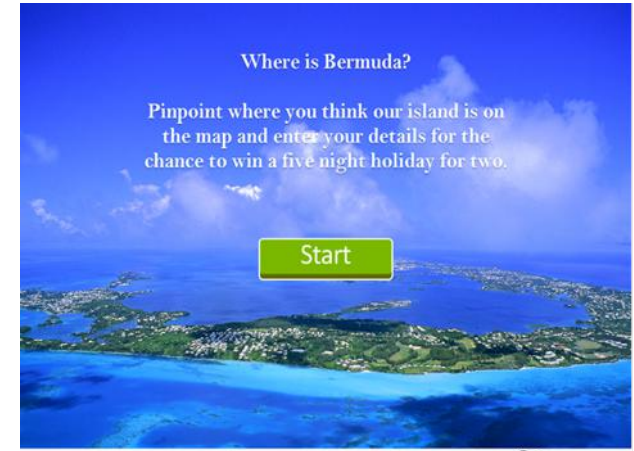 Where is Bermuda?
Pinpoint where you think our island is on
the map and enter your details for the
chance to win a five night holiday for two.
Start